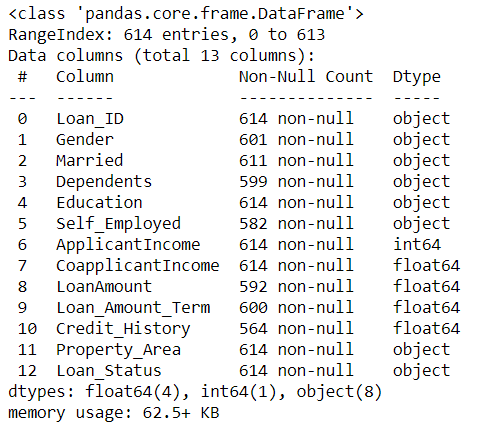 <class 'pandas.core.frame.DataFrame'>
RangeIndex: 614 entries, 0 to 613
Data columns (total 13 columns):
 #   Column             Non-Null Count  Dtype
---  ------             --------------  -----
 0   Loan_ID            614 non-null    object
 1   Gender             601 non-null    object
 2   Married            611 non-null    object
 3   Dependents         599 non-null    object
 4   Education          614 non-null    object
 5   Self_Employed      582 non-null    object
 6   ApplicantIncome    614 non-null    int64
 7   CoapplicantIncome  614 non-null    float64
 8   LoanAmount         592 non-null    float64
 9   Loan_Amount_Term   600 non-null    float64
 10  Credit_History     564 non-null    float64
 11  Property_Area      614 non-null    object
 12  Loan_Status        614 non-null    object
dtypes: float64(4), int64(1), object(8)
memory usage: 62.5+ KB